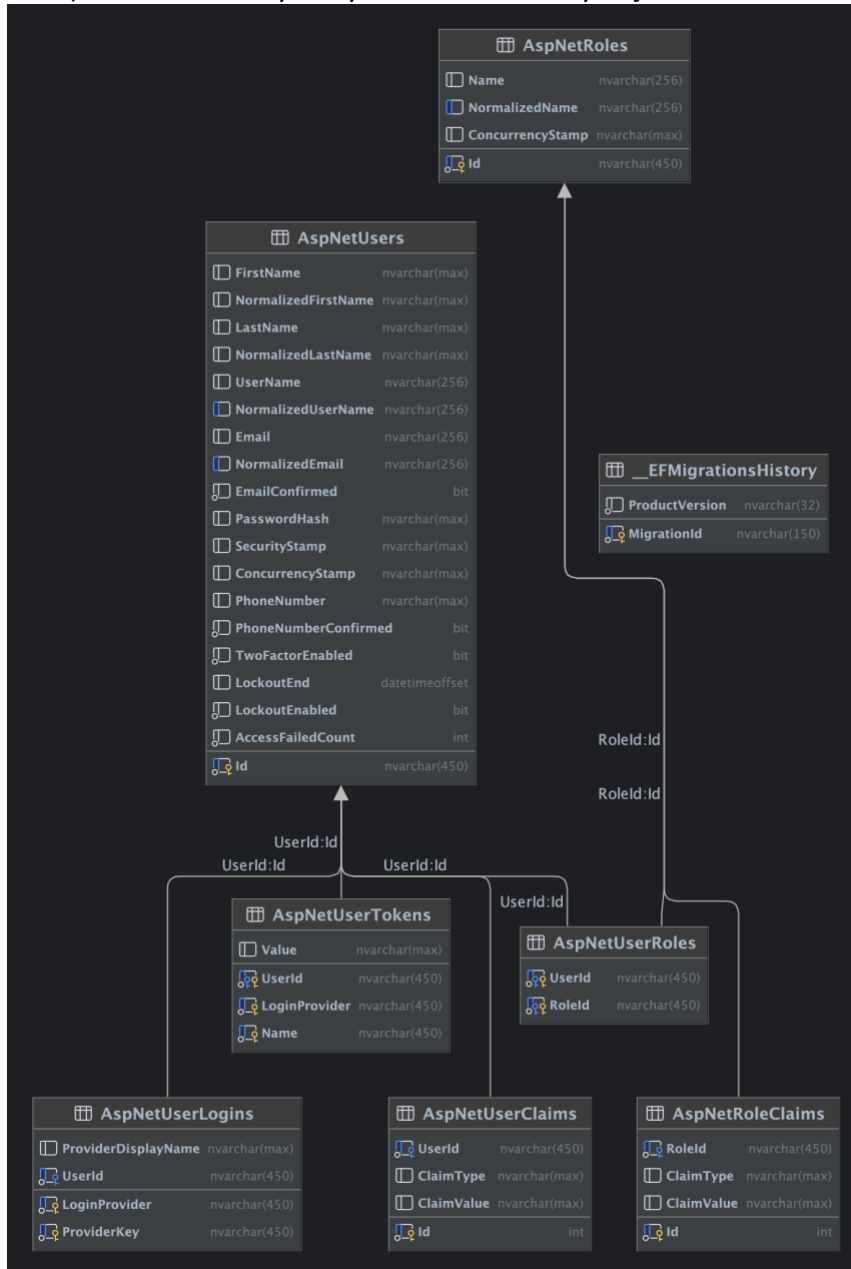 AspNetRoles
Name nvarchar(256)
NormalizedName nvarchar(256)
ConcurrencyStamp nvarchar(max)
Id nvarchar(450)
AspNetUsers
FirstName nvarchar(max)
NormalizedFirstName nvarchar(max)
LastName nvarchar(max)
NormalizedLastName nvarchar(max)
UserName nvarchar(256)
NormalizedUserName nvarchar(256)
Email nvarchar(256)
NormalizedEmail nvarchar(256)
EmailConfirmed bit
PasswordHash nvarchar(max)
SecurityStamp nvarchar(max)
ConcurrencyStamp nvarchar(max)
PhoneNumber nvarchar(max)
PhoneNumberConfirmed bit
TwoFactorEnabled bit
LockoutEnd datetimeoffset
LockoutEnabled bit
AccessFailedCount int
Id nvarchar(450)
__EFMigrationsHistory
ProductVersion nvarchar(32)
MigrationId nvarchar(150)
RoleId:Id
RoleId:Id
UserId:Id
UserId:Id
UserId:Id
UserId:Id
AspNetUserTokens
Value nvarchar(max)
UserId nvarchar(450)
LoginProvider nvarchar(450)
Name nvarchar(450)
AspNetUserRoles
UserId nvarchar(450)
RoleId nvarchar(450)
AspNetUserLogins
ProviderDisplayName nvarchar(max)
UserId nvarchar(450)
LoginProvider nvarchar(450)
ProviderKey nvarchar(450)
AspNetUserClaims
UserId nvarchar(450)
ClaimType nvarchar(max)
ClaimValue nvarchar(max)
Id int
AspNetRoleClaims
RoleId nvarchar(450)
ClaimType nvarchar(max)
ClaimValue nvarchar(max)
Id int